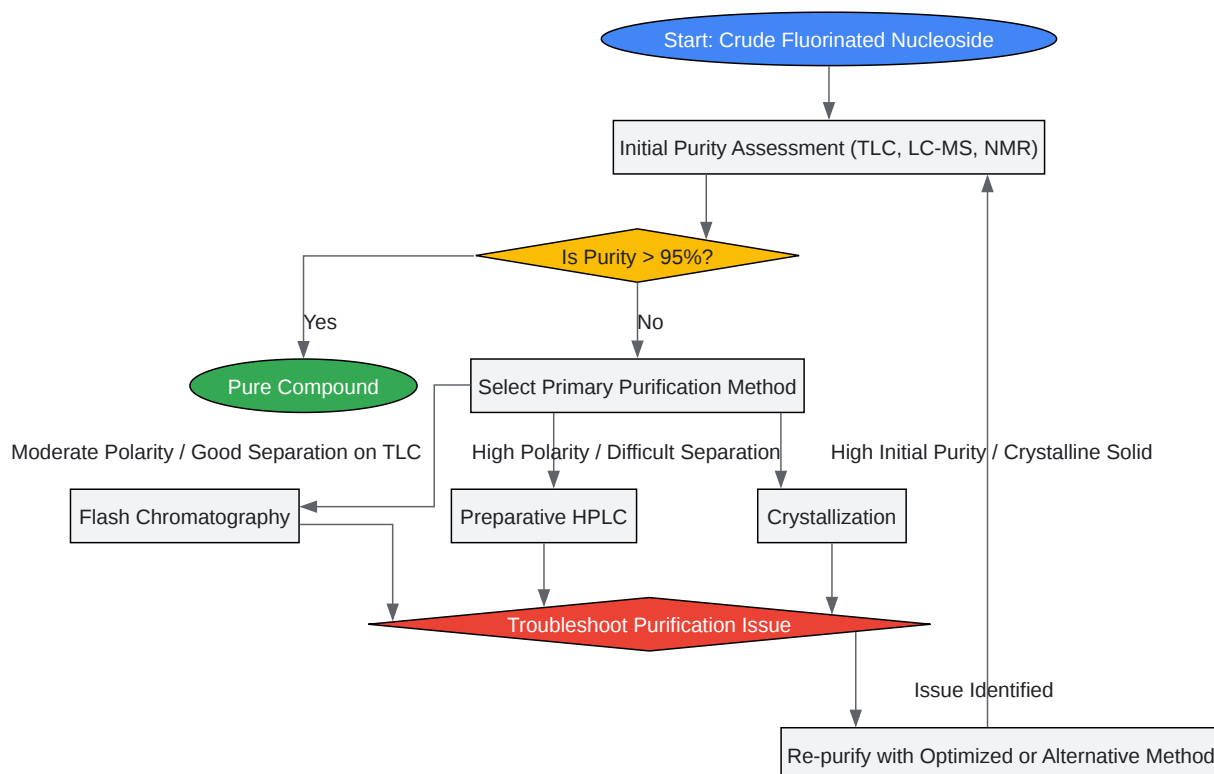 Start: Crude Fluorinated Nucleoside
Initial Purity Assessment (TLC, LC-MS, NMR)
Is Purity > 95%?
Yes
No
Pure Compound
Select Primary Purification Method
Moderate Polarity / Good Separation on TLC
High Polarity / Difficult Separation
High Initial Purity / Crystalline Solid
Flash Chromatography
Preparative HPLC
Crystallization
Troubleshoot Purification Issue
Issue Identified
Re-purify with Optimized or Alternative Method